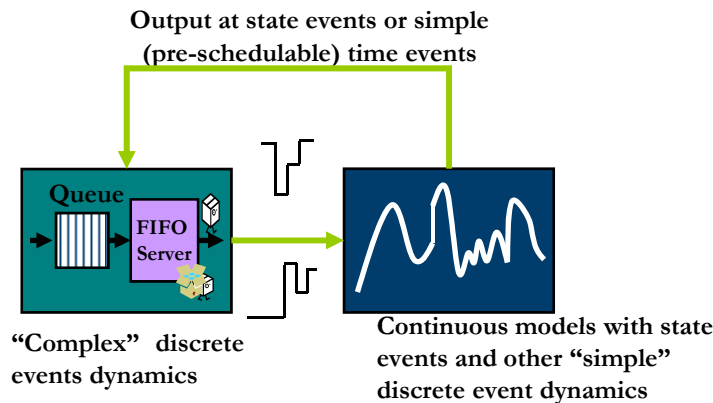 Output at state events or simple
(pre-schedulable) time events
Queue
FIFO
Server
“Complex” discrete
events dynamics
Continuous models with state
events and other “simple”
discrete event dynamics